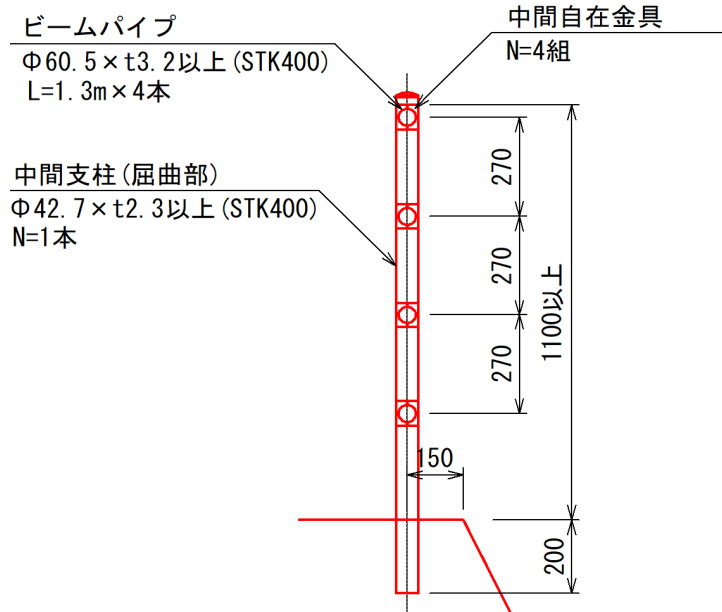 ビームパイプ
Φ60.5×t3.2以上(STK400)
L=1.3m×4本
中間自在金具
N=4組
中間支柱(屈曲部)
Φ42.7×t2.3以上(STK400)
N=1本
270
270
270
1100以上
150
200